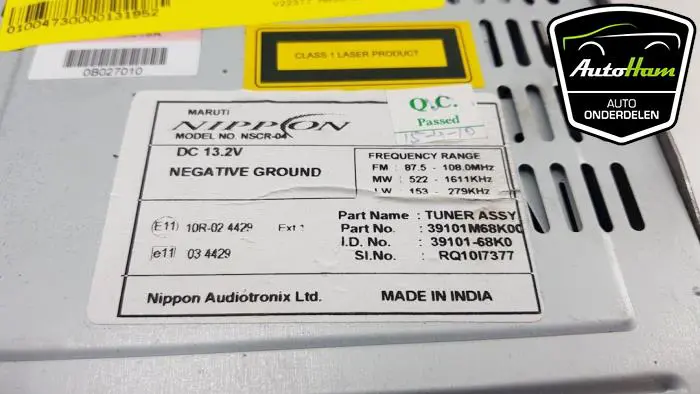 01004730000131952
0B027010
CLASS 1 LASER PRODUCT
AutoHam
AUTO
ONDERDELEN
Q.C.
Passed
MARUTI
NIPPON
MODEL NO. NSCR-04
DC 13.2V
NEGATIVE GROUND
FREQUENCY RANGE
FM : 87.5 - 108.0MHz
MW : 522 - 1611KHz
LW : 153 - 279KHz
E11 10R-02 4429 Ext 1
e11 03 4429
Part Name : TUNER ASSY
Part No. : 39101M68K00
I.D. No. : 39101-68K0
Sl.No. : RQ10I7377
Nippon Audiotronix Ltd. MADE IN INDIA